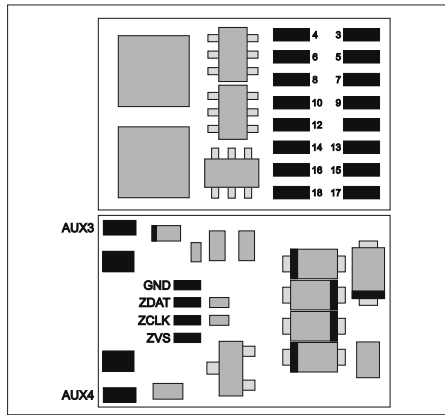 4 3
6 5
8 7
10 9
12
14 13
16 15
18 17
AUX3
GND
ZDAT
ZCLK
ZVS
AUX4